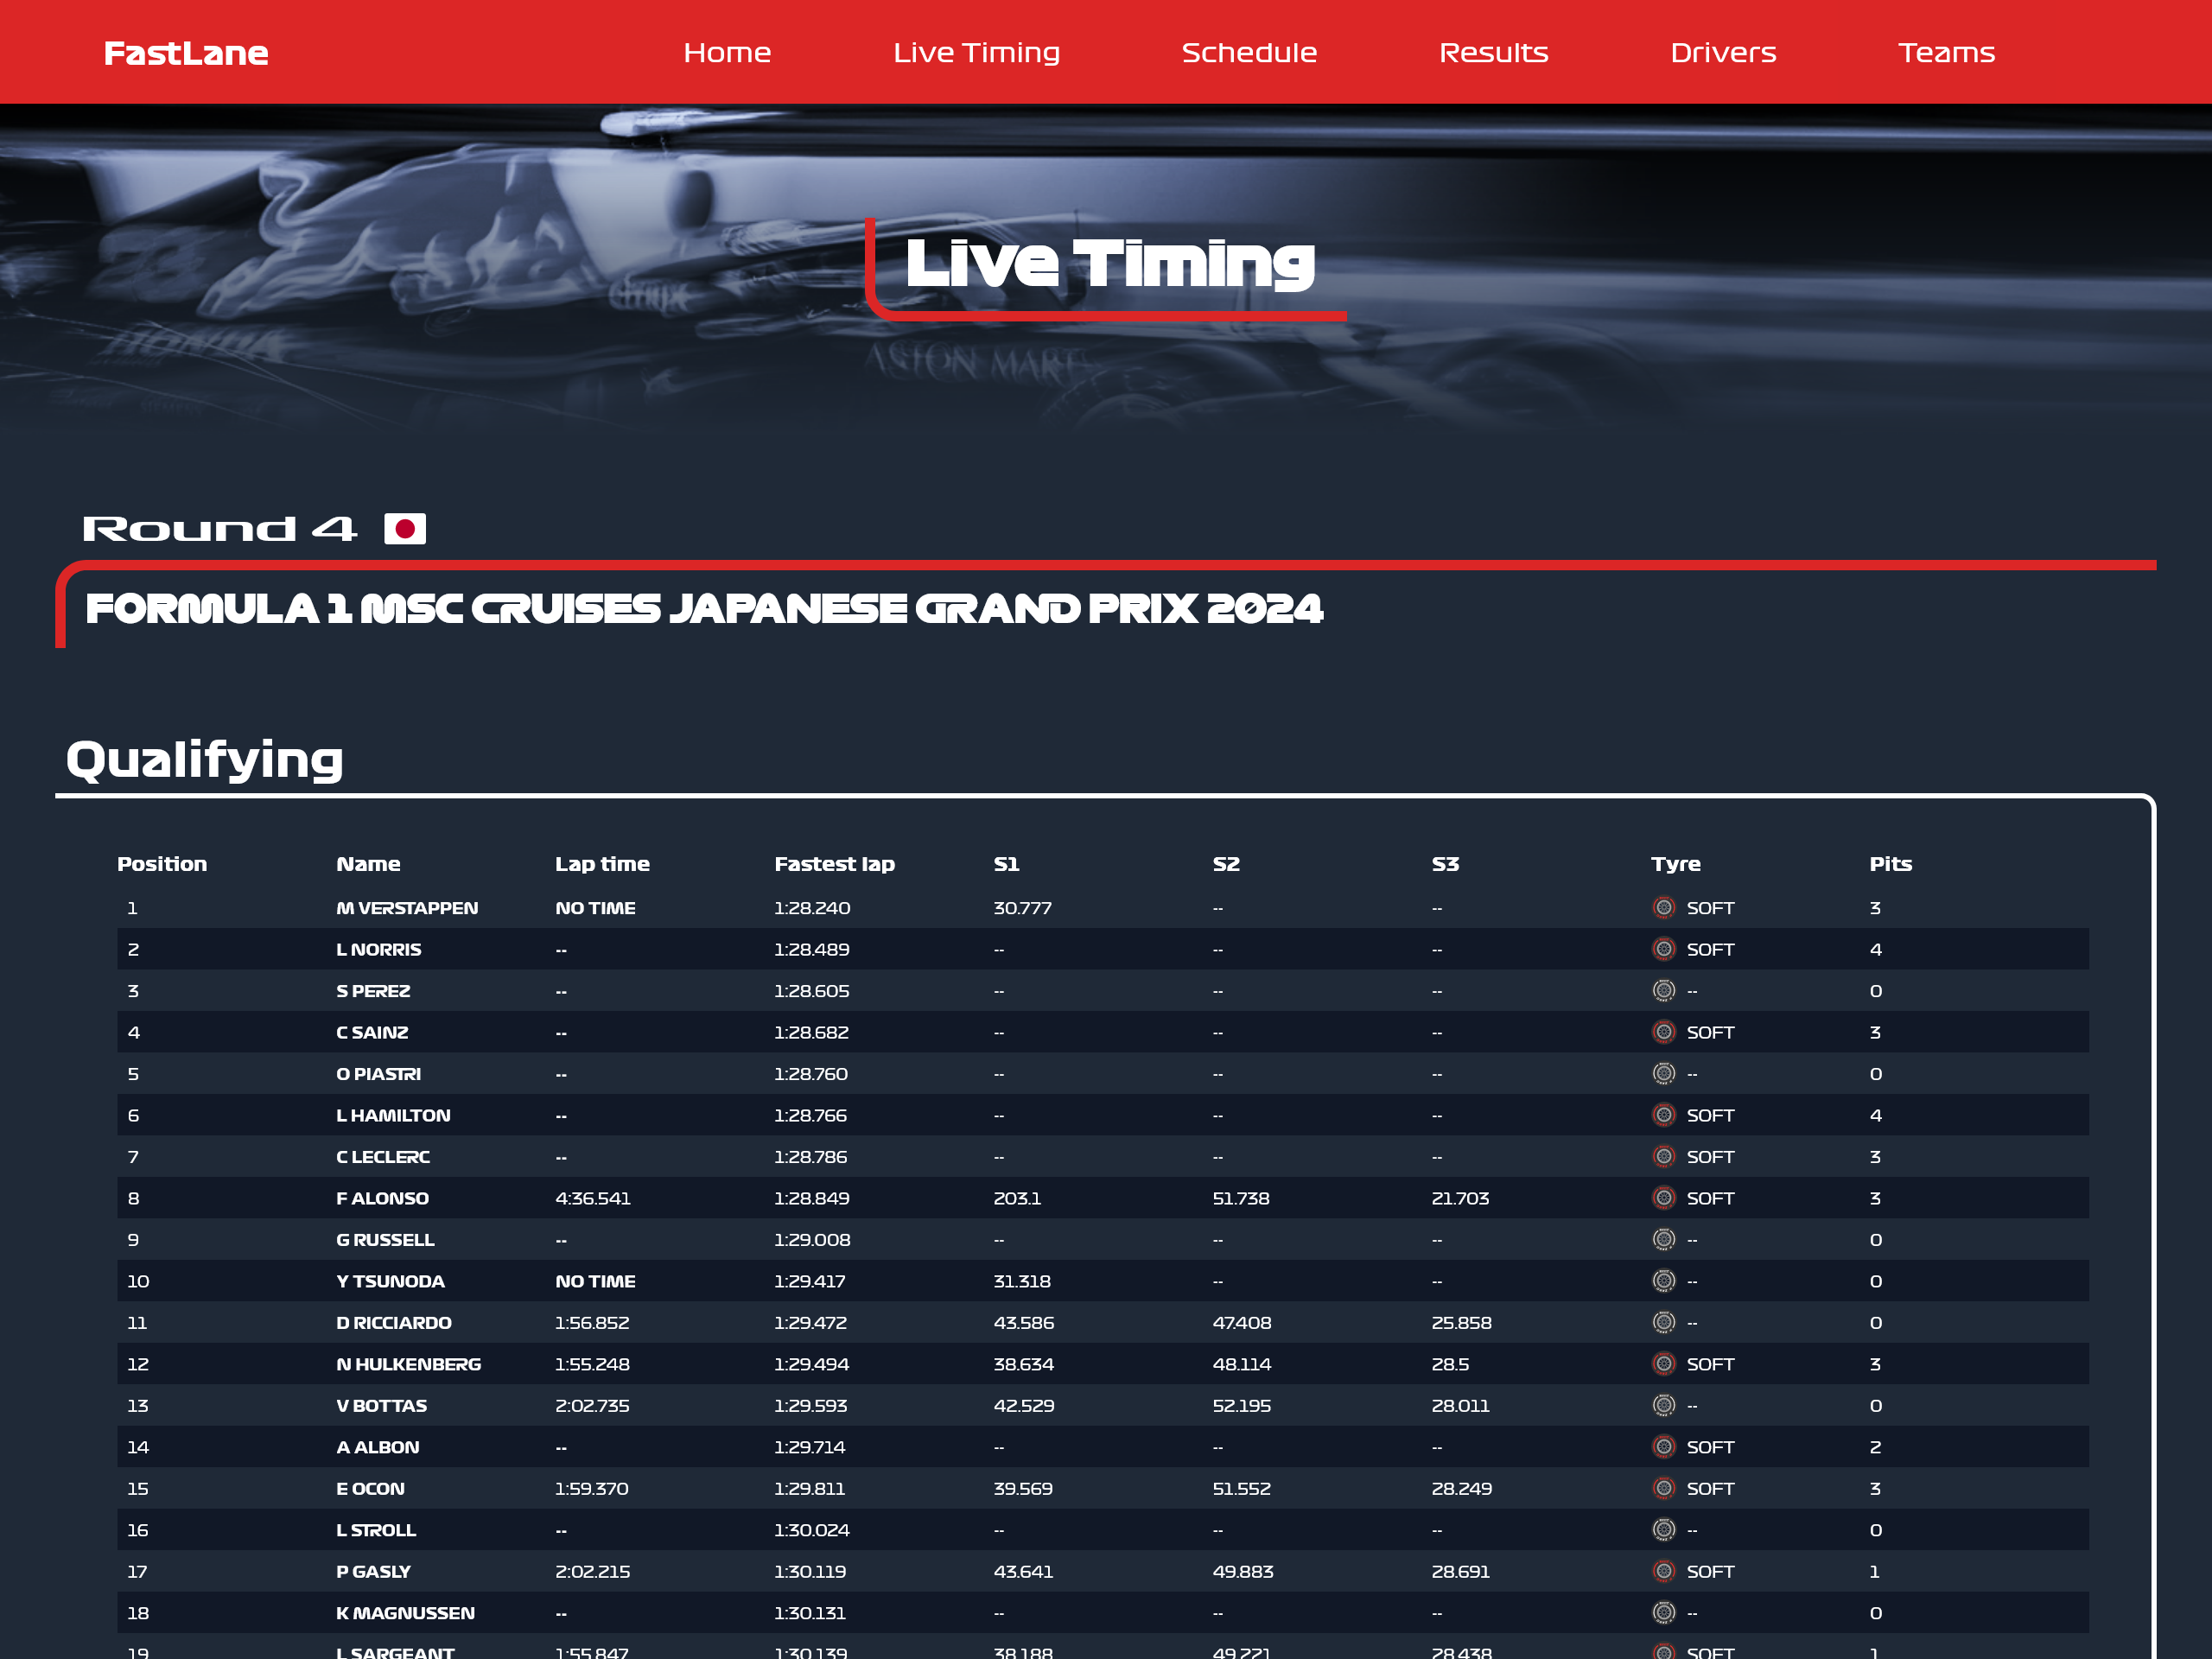 FastLane Home Live Timing Schedule Results Drivers Teams
Live Timing
ASTON MART
Round 4
FORMULA 1 MSC CRUISES JAPANESE GRAND PRIX 2024
Qualifying
Position Name Lap time Fastest lap S1 S2 S3 Tyre Pits
1 M VERSTAPPEN NO TIME 1:28.240 30.777 -- -- SOFT 3
2 L NORRIS -- 1:28.489 -- -- -- SOFT 4
3 S PEREZ -- 1:28.605 -- -- -- -- 0
4 C SAINZ -- 1:28.682 -- -- -- SOFT 3
5 O PIASTRI -- 1:28.760 -- -- -- -- 0
6 L HAMILTON -- 1:28.766 -- -- -- SOFT 4
7 C LECLERC -- 1:28.786 -- -- -- SOFT 3
8 F ALONSO 4:36.541 1:28.849 203.1 51.738 21.703 SOFT 3
9 G RUSSELL -- 1:29.008 -- -- -- -- 0
10 Y TSUNODA NO TIME 1:29.417 31.318 -- -- -- 0
11 D RICCIARDO 1:56.852 1:29.472 43.586 47.408 25.858 -- 0
12 N HULKENBERG 1:55.248 1:29.494 38.634 48.114 28.5 SOFT 3
13 V BOTTAS 2:02.735 1:29.593 42.529 52.195 28.011 -- 0
14 A ALBON -- 1:29.714 -- -- -- SOFT 2
15 E OCON 1:59.370 1:29.811 39.569 51.552 28.249 SOFT 3
16 L STROLL -- 1:30.024 -- -- -- -- 0
17 P GASLY 2:02.215 1:30.119 43.641 49.883 28.691 SOFT 1
18 K MAGNUSSEN -- 1:30.131 -- -- -- -- 0
19 L SARGEANT 1:55.847 1:30.139 38.188 49.221 28.438 SOFT 1